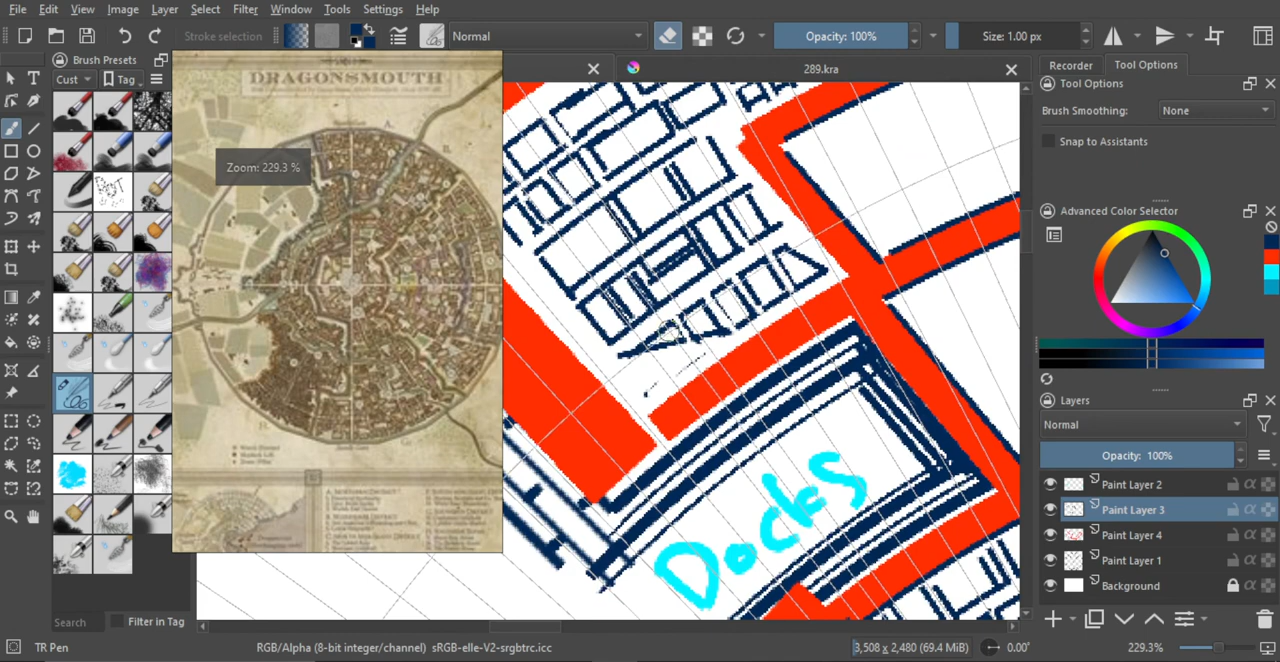 File Edit View Image Layer Select Filter Window Tools Settings Help
Stroke selection
Normal
Opacity: 100%
Size: 1.00 px
Brush Presets
Cust
Tag
DRAGONSMOUTH
Zoom: 229.3 %
289.kra
Docks
Recorder
Tool Options
Tool Options
Brush Smoothing:
None
Snap to Assistants
Advanced Color Selector
Layers
Normal
Opacity: 100%
Paint Layer 2
Paint Layer 3
Paint Layer 4
Paint Layer 1
Background
Search
Filter in Tag
TR Pen
RGB/Alpha (8-bit integer/channel) sRGB-elle-V2-srgbtrc.icc
3,508 x 2,480 (69.4 MiB)
0.00°
229.3%